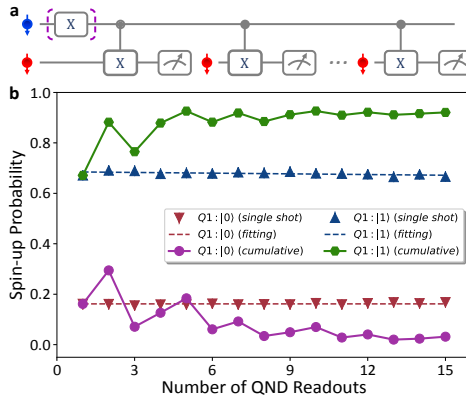 a
X
X
X
X
...
b
1.0
0.8
0.6
0.4
0.2
0.0
Spin-up Probability
Q1:|0⟩ (single shot)
Q1:|0⟩ (fitting)
Q1:|0⟩ (cumulative)
Q1:|1⟩ (single shot)
Q1:|1⟩ (fitting)
Q1:|1⟩ (cumulative)
0 3 6 9 12 15
Number of QND Readouts